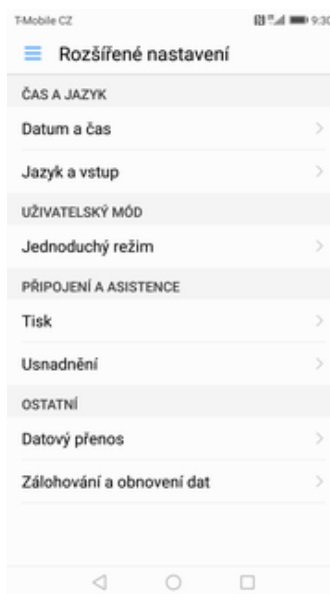 T-Mobile CZ 9:30
Rozšířené nastavení
ČAS A JAZYK
Datum a čas
Jazyk a vstup
UŽIVATELSKÝ MÓD
Jednoduchý režim
PŘIPOJENÍ A ASISTENCE
Tisk
Usnadnění
OSTATNÍ
Datový přenos
Zálohování a obnovení dat